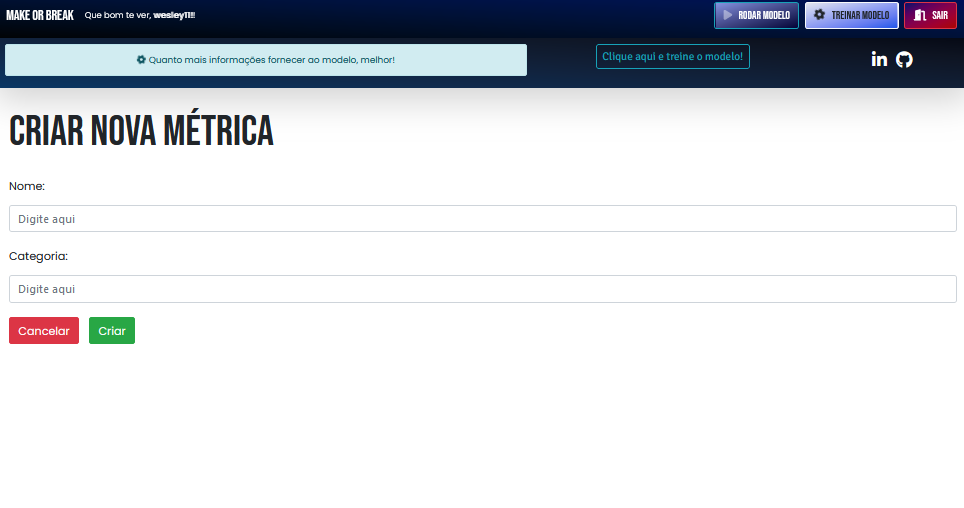 MAKE OR BREAK Que bom te ver, wesley11!! RODAR MODELO TREINAR MODELO SAIR
Quanto mais informações fornecer ao modelo, melhor! Clique aqui e treine o modelo! in
CRIAR NOVA MÉTRICA
Nome:
Digite aqui
Categoria:
Digite aqui
Cancelar Criar